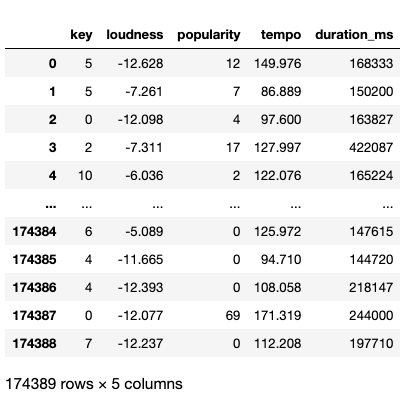 key loudness popularity tempo duration_ms
0 5 -12.628 12 149.976 168333
1 5 -7.261 7 86.889 150200
2 0 -12.098 4 97.600 163827
3 2 -7.311 17 127.997 422087
4 10 -6.036 2 122.076 165224
... ... ... ... ... ...
174384 6 -5.089 0 125.972 147615
174385 4 -11.665 0 94.710 144720
174386 4 -12.393 0 108.058 218147
174387 0 -12.077 69 171.319 244000
174388 7 -12.237 0 112.208 197710
174389 rows × 5 columns